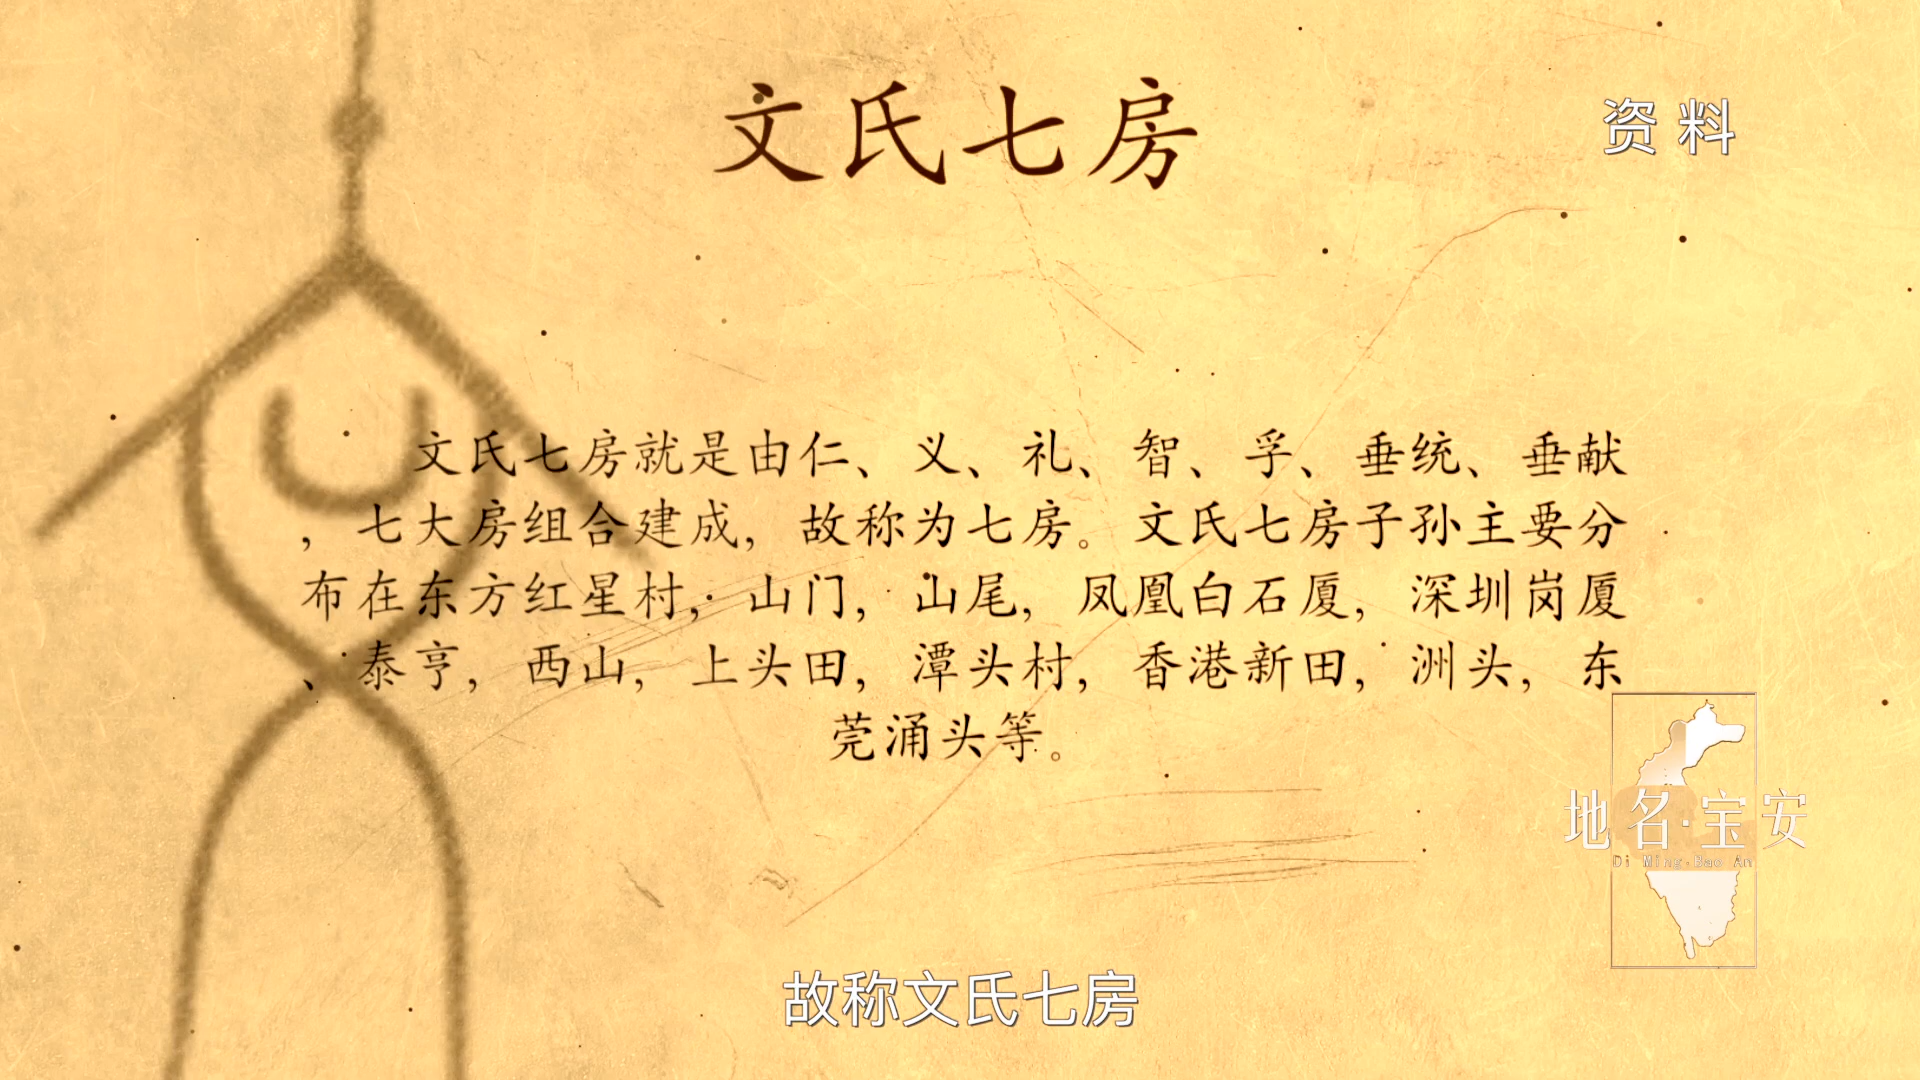 文氏七房
资料
文氏七房就是由仁、义、礼、智、孚、垂统、垂献
，七大房组合建成，故称为七房。文氏七房子孙主要分
布在东方红星村，山门，山尾，凤凰白石厦，深圳岗厦
、泰亨，西山，上头田，潭头村，香港新田，洲头，东
莞涌头等。
地名·宝安
Di Ming·Bao An
故称文氏七房